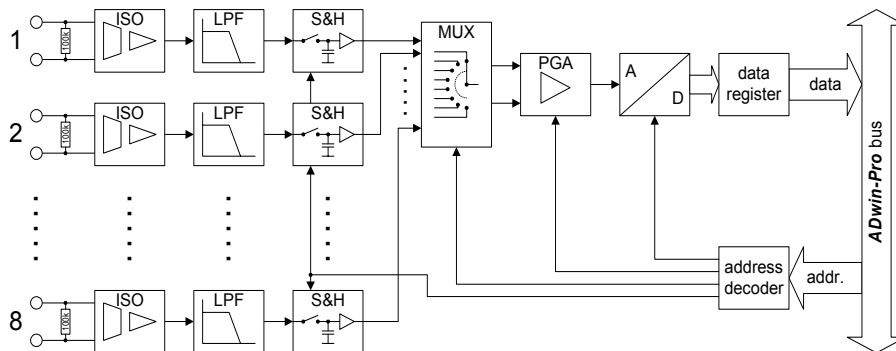 1
100k
ISO
LPF
S&H
MUX
PGA
A
D
data
register
data
2
100k
ISO
LPF
S&H
ADwin-Pro bus
address
decoder
addr.
8
100k
ISO
LPF
S&H